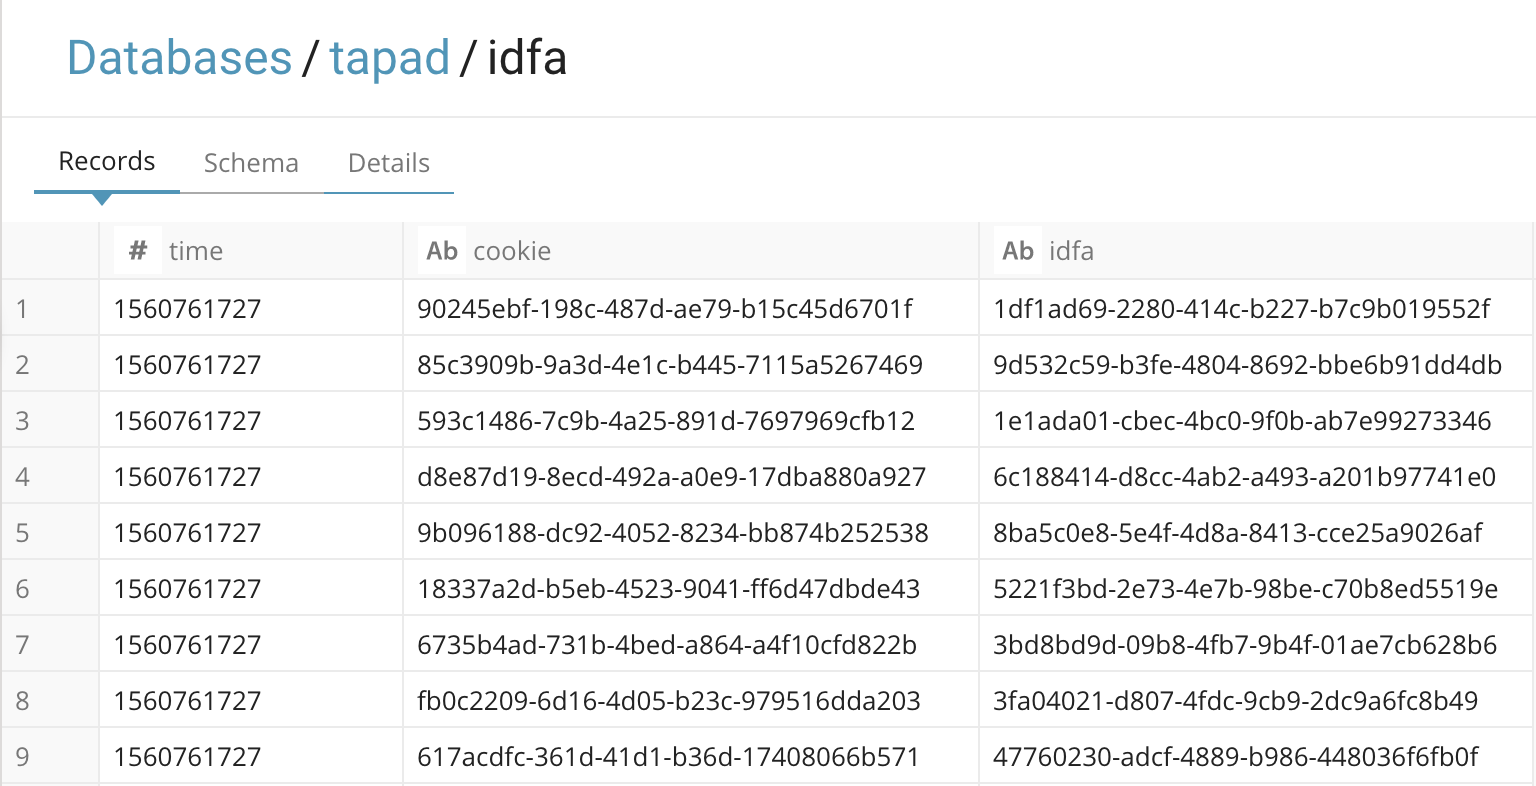 Databases / tapad / idfa
Records Schema Details
# time Ab cookie Ab idfa
1 1560761727 90245ebf-198c-487d-ae79-b15c45d6701f 1df1ad69-2280-414c-b227-b7c9b019552f
2 1560761727 85c3909b-9a3d-4e1c-b445-7115a5267469 9d532c59-b3fe-4804-8692-bbe6b91dd4db
3 1560761727 593c1486-7c9b-4a25-891d-7697969cfb12 1e1ada01-cbec-4bc0-9f0b-ab7e99273346
4 1560761727 d8e87d19-8ecd-492a-a0e9-17dba880a927 6c188414-d8cc-4ab2-a493-a201b97741e0
5 1560761727 9b096188-dc92-4052-8234-bb874b252538 8ba5c0e8-5e4f-4d8a-8413-cce25a9026af
6 1560761727 18337a2d-b5eb-4523-9041-ff6d47dbde43 5221f3bd-2e73-4e7b-98be-c70b8ed5519e
7 1560761727 6735b4ad-731b-4bed-a864-a4f10cfd822b 3bd8bd9d-09b8-4fb7-9b4f-01ae7cb628b6
8 1560761727 fb0c2209-6d16-4d05-b23c-979516dda203 3fa04021-d807-4fdc-9cb9-2dc9a6fc8b49
9 1560761727 617acdfc-361d-41d1-b36d-17408066b571 47760230-adcf-4889-b986-448036f6fb0f